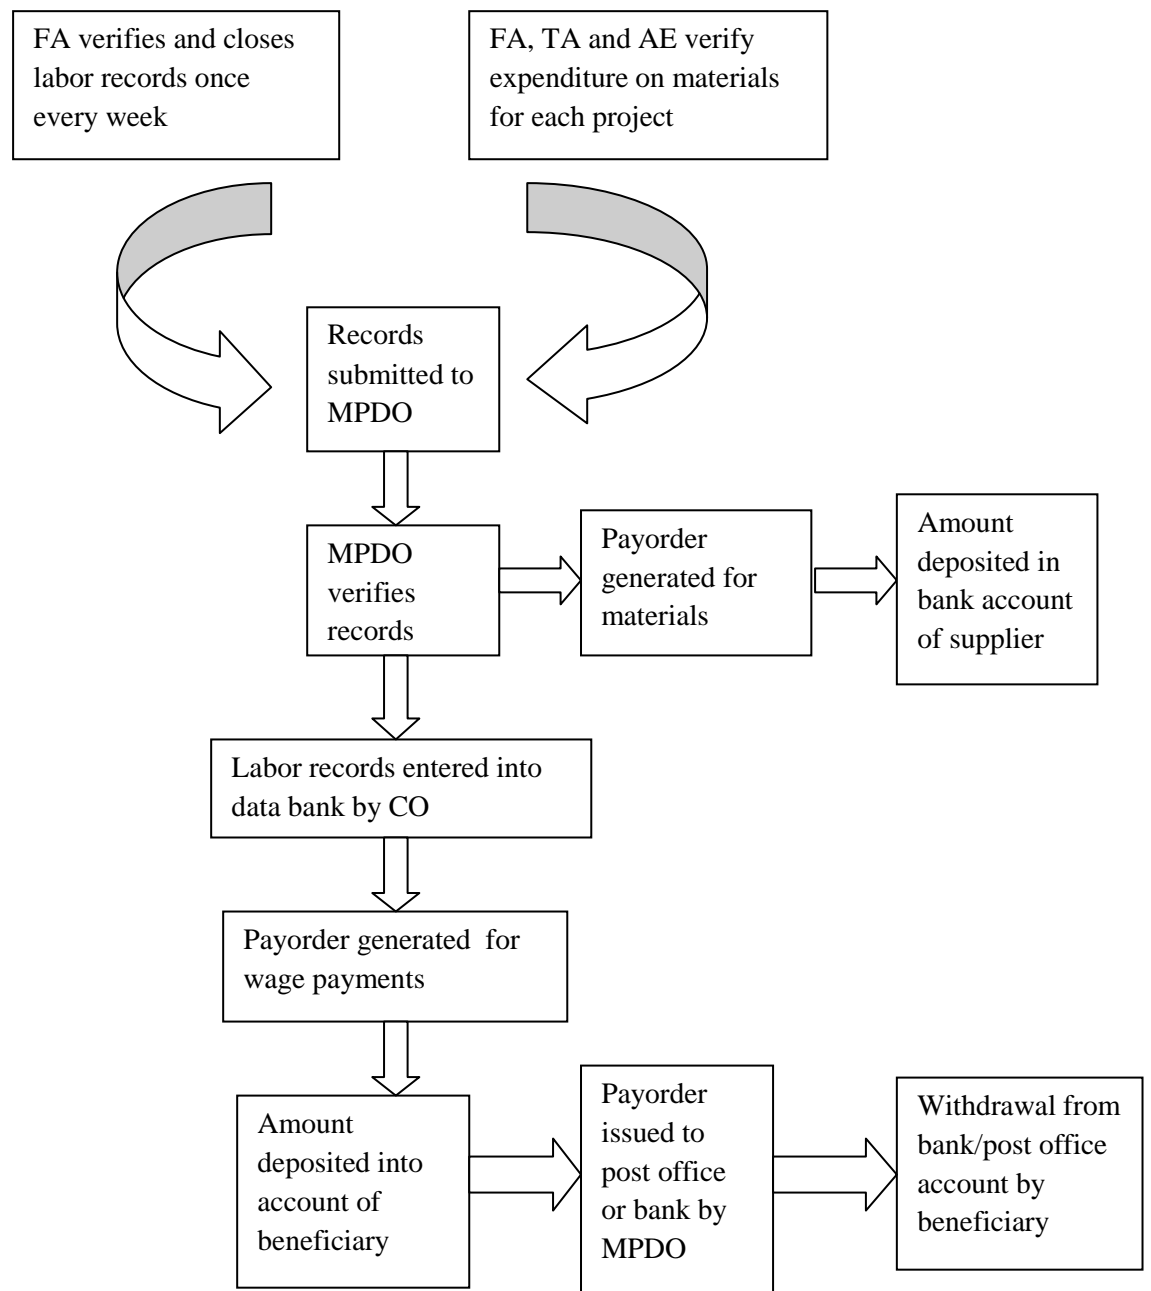 FA verifies and closes
labor records once
every week
FA, TA and AE verify
expenditure on materials
for each project
Records
submitted to
MPDO
MPDO
verifies
records
Payorder
generated for
materials
Amount
deposited in
bank account
of supplier
Labor records entered into
data bank by CO
Payorder generated  for
wage payments
Amount
deposited into
account of
beneficiary
Payorder
issued to
post office
or bank by
MPDO
Withdrawal from
bank/post office
account by
beneficiary